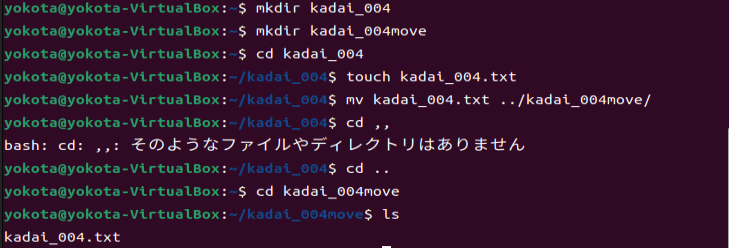 yokota@yokota-VirtualBox:~$ mkdir kadai_004
yokota@yokota-VirtualBox:~$ mkdir kadai_004move
yokota@yokota-VirtualBox:~$ cd kadai_004
yokota@yokota-VirtualBox:~/kadai_004$ touch kadai_004.txt
yokota@yokota-VirtualBox:~/kadai_004$ mv kadai_004.txt ../kadai_004move/
yokota@yokota-VirtualBox:~/kadai_004$ cd ,,
bash: cd: ,,: そのようなファイルやディレクトリはありません
yokota@yokota-VirtualBox:~/kadai_004$ cd ..
yokota@yokota-VirtualBox:~$ cd kadai_004move
yokota@yokota-VirtualBox:~/kadai_004move$ ls
kadai_004.txt